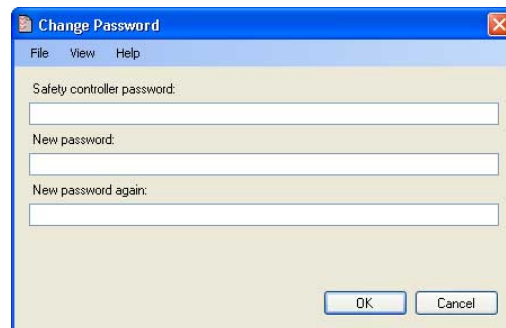 Change Password
File View Help
Safety controller password:
New password:
New password again:
OK Cancel